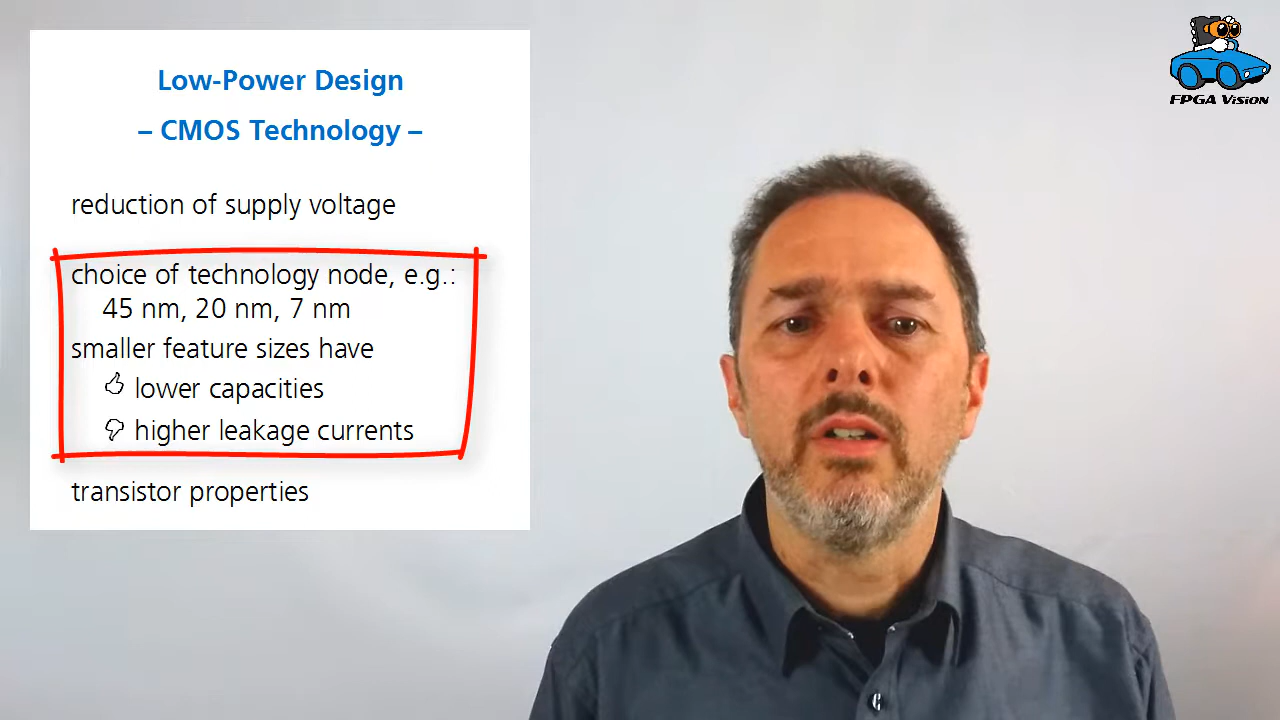 Low-Power Design
– CMOS Technology –
reduction of supply voltage
choice of technology node, e.g.:
45 nm, 20 nm, 7 nm
smaller feature sizes have
lower capacities
higher leakage currents
transistor properties
FPGA Vision